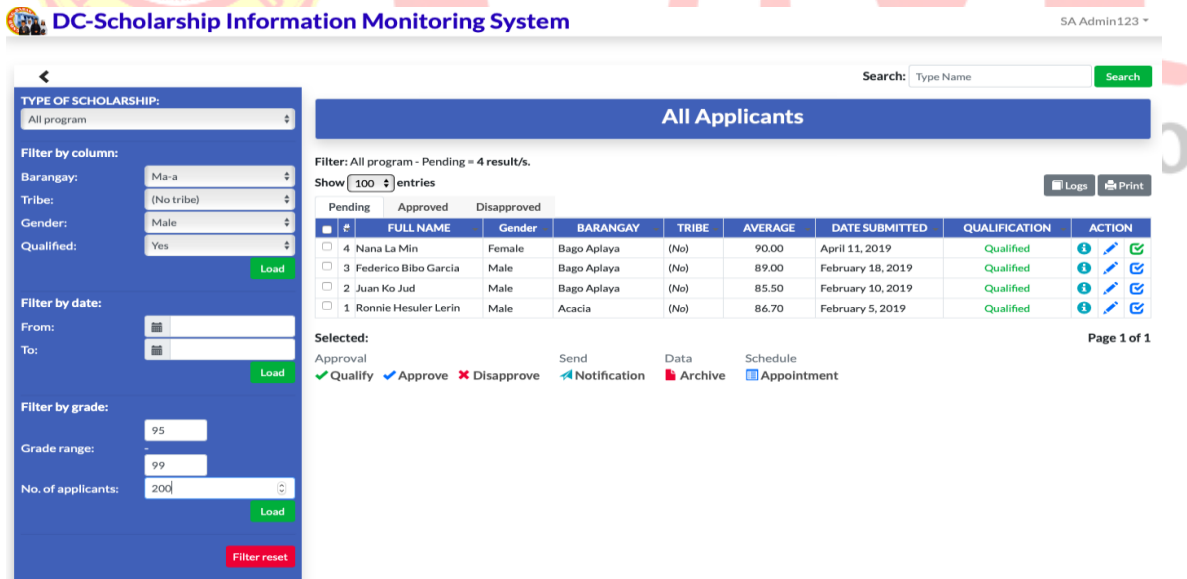 DC-Scholarship Information Monitoring System
SA Admin123
Search: Type Name Search
TYPE OF SCHOLARSHIP:
All program
Filter by column:
Barangay: Ma-a
Tribe: (No tribe)
Gender: Male
Qualified: Yes
Load
Filter by date:
From:
To:
Load
Filter by grade:
95
Grade range: -
99
No. of applicants: 200
Load
Filter reset
All Applicants
Filter: All program - Pending = 4 result/s.
Show 100 entries
Logs Print
Pending Approved Disapproved
# FULL NAME Gender BARANGAY TRIBE AVERAGE DATE SUBMITTED QUALIFICATION ACTION
4 Nana La Min Female Bago Aplaya (No) 90.00 April 11, 2019 Qualified
3 Federico Bibo Garcia Male Bago Aplaya (No) 89.00 February 18, 2019 Qualified
2 Juan Ko Jud Male Bago Aplaya (No) 85.50 February 10, 2019 Qualified
1 Ronnie Hesuler Lerin Male Acacia (No) 86.70 February 5, 2019 Qualified
Selected: Page 1 of 1
Approval Send Data Schedule
Qualify Approve Disapprove Notification Archive Appointment